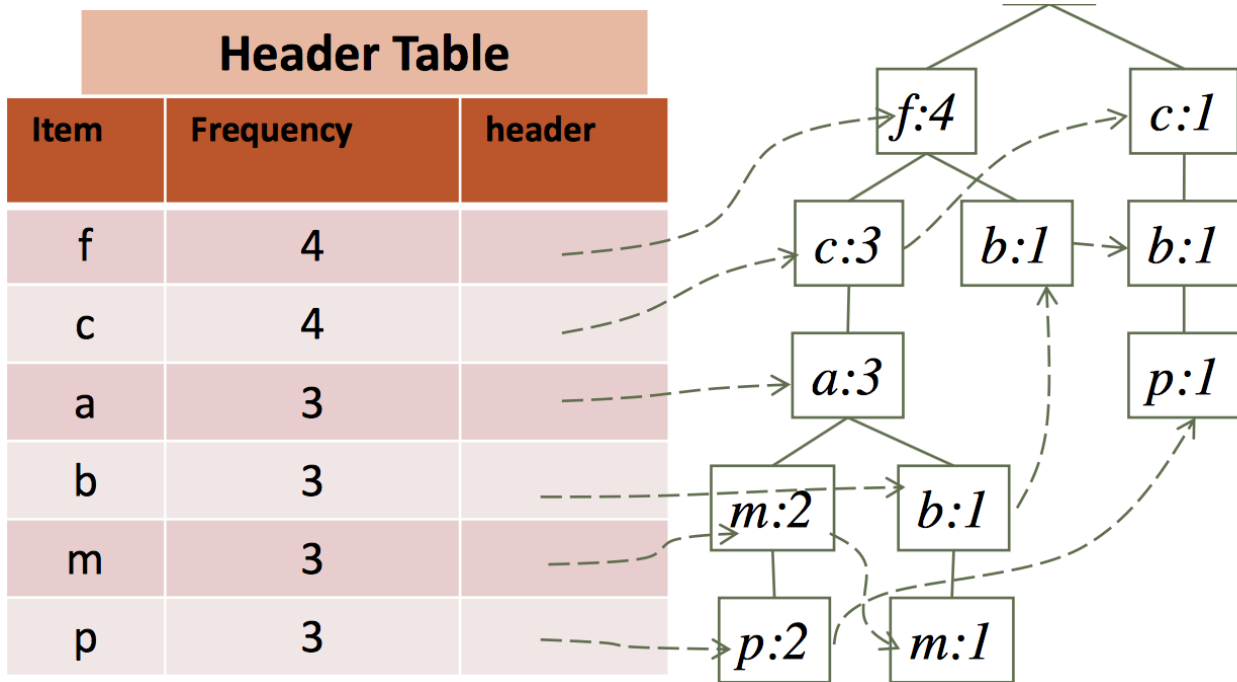 Header Table
Item Frequency header
f 4
c 4
a 3
b 3
m 3
p 3
f:4 c:1
c:3 b:1 b:1
a:3 p:1
m:2 b:1
p:2 m:1